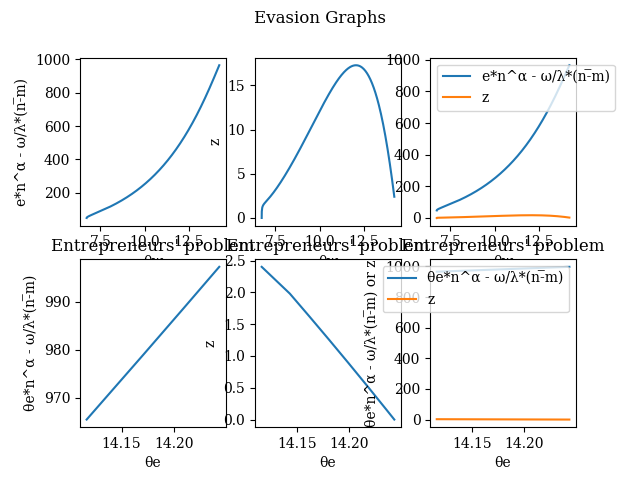 Evasion Graphs
1000
800
600
400
200
7.5
10.0
12.5
e*n^α - ω/λ*(n-̄m)
15
10
5
0
7.5
10.0
12.5
z
1000
800
600
400
200
0
7.5
10.0
12.5
e*n^α - ω/λ*(n-̄m)
z
Entrepreneurs' problem
Entrepreneurs' problem
Entrepreneurs' problem
990
980
970
14.15
14.20
θe
θe*n^α - ω/λ*(n-̄m)
2.5
2.0
1.5
1.0
0.5
0.0
14.15
14.20
θe
z
1000
800
600
400
200
0
14.15
14.20
θe
θe*n^α - ω/λ*(n-̄m) or z
θe*n^α - ω/λ*(n-̄m)
z